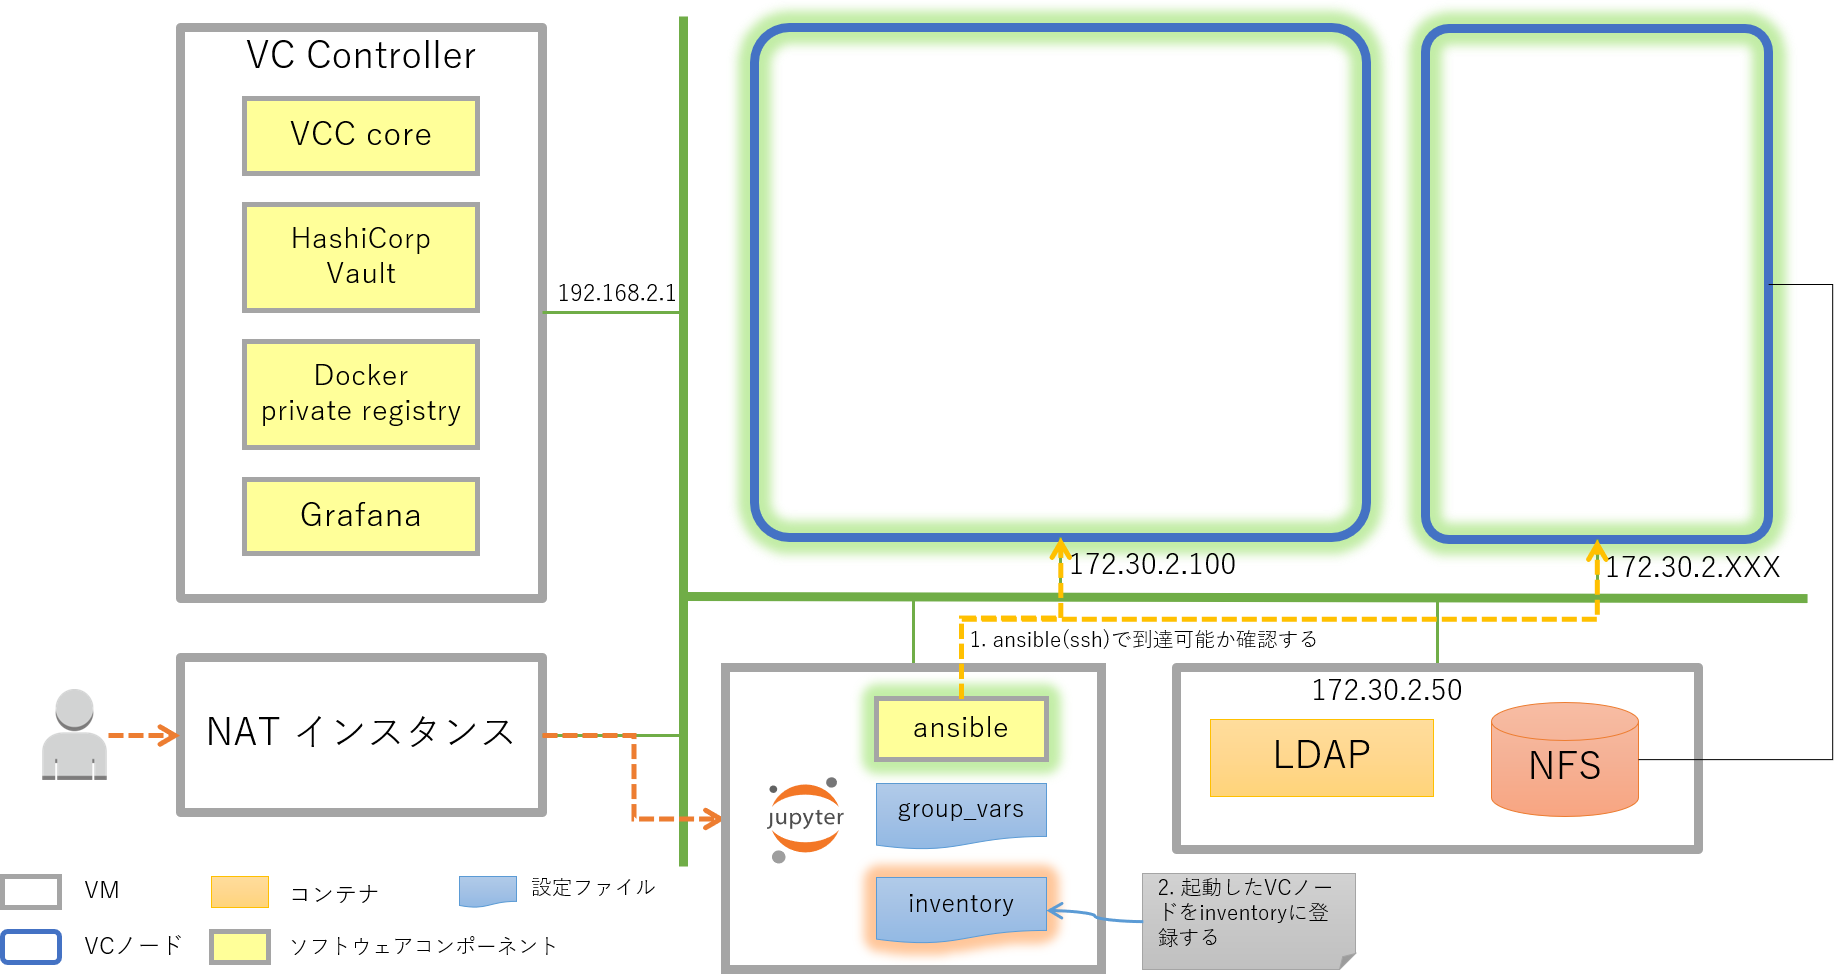 VC Controller
VCC core
HashiCorp
Vault
Docker
private registry
Grafana
192.168.2.1
172.30.2.100
172.30.2.XXX
1. ansible(ssh)で到達可能か確認する
NAT インスタンス
ansible
jupyter
group_vars
inventory
172.30.2.50
LDAP
NFS
2. 起動したVCノー
ドをinventoryに登
録する
VM
コンテナ
設定ファイル
VCノード
ソフトウェアコンポーネント